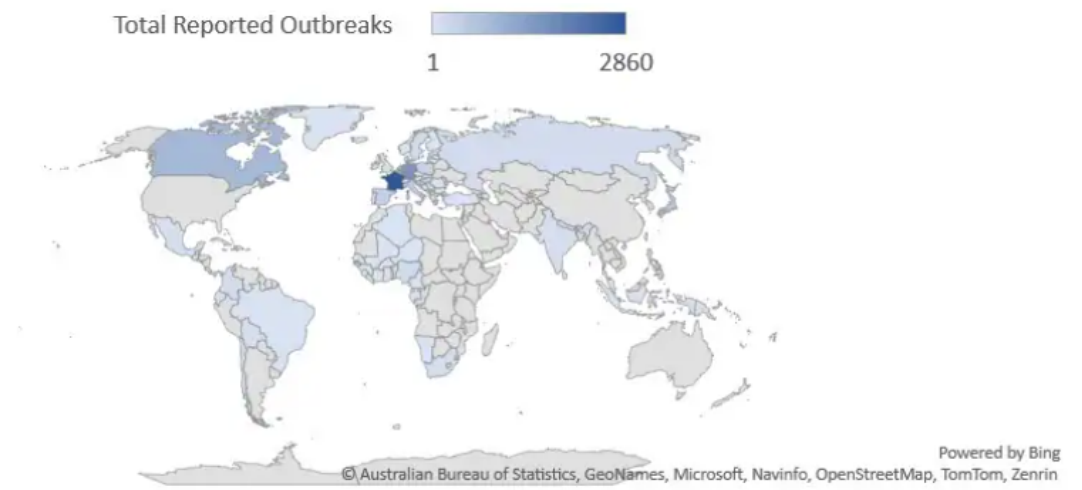 Total Reported Outbreaks
1 2860
Powered by Bing
© Australian Bureau of Statistics, GeoNames, Microsoft, Navinfo, OpenStreetMap, TomTom, Zenrin